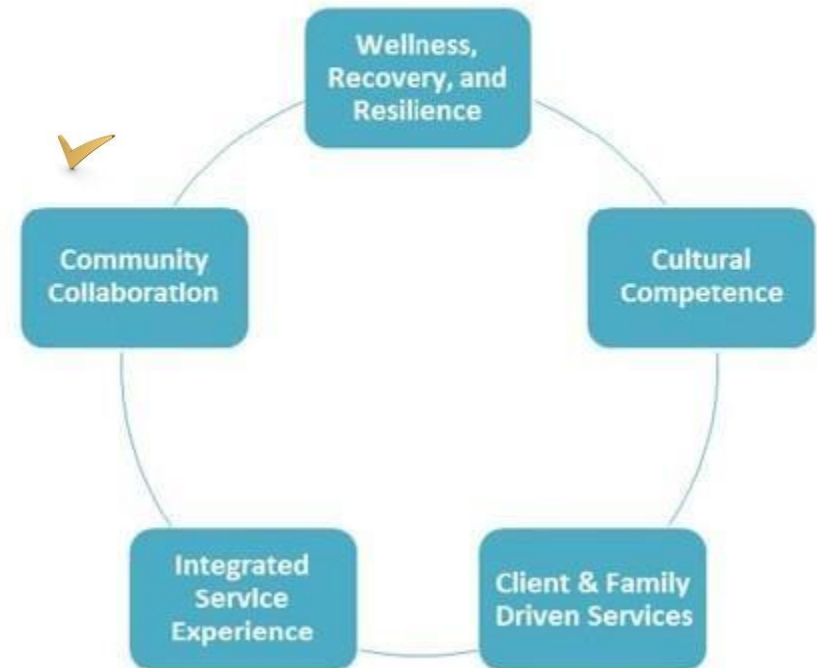 Wellness,
Recovery, and
Resilience
Community
Collaboration
Cultural
Competence
Integrated
Service
Experience
Client & Family
Driven Services